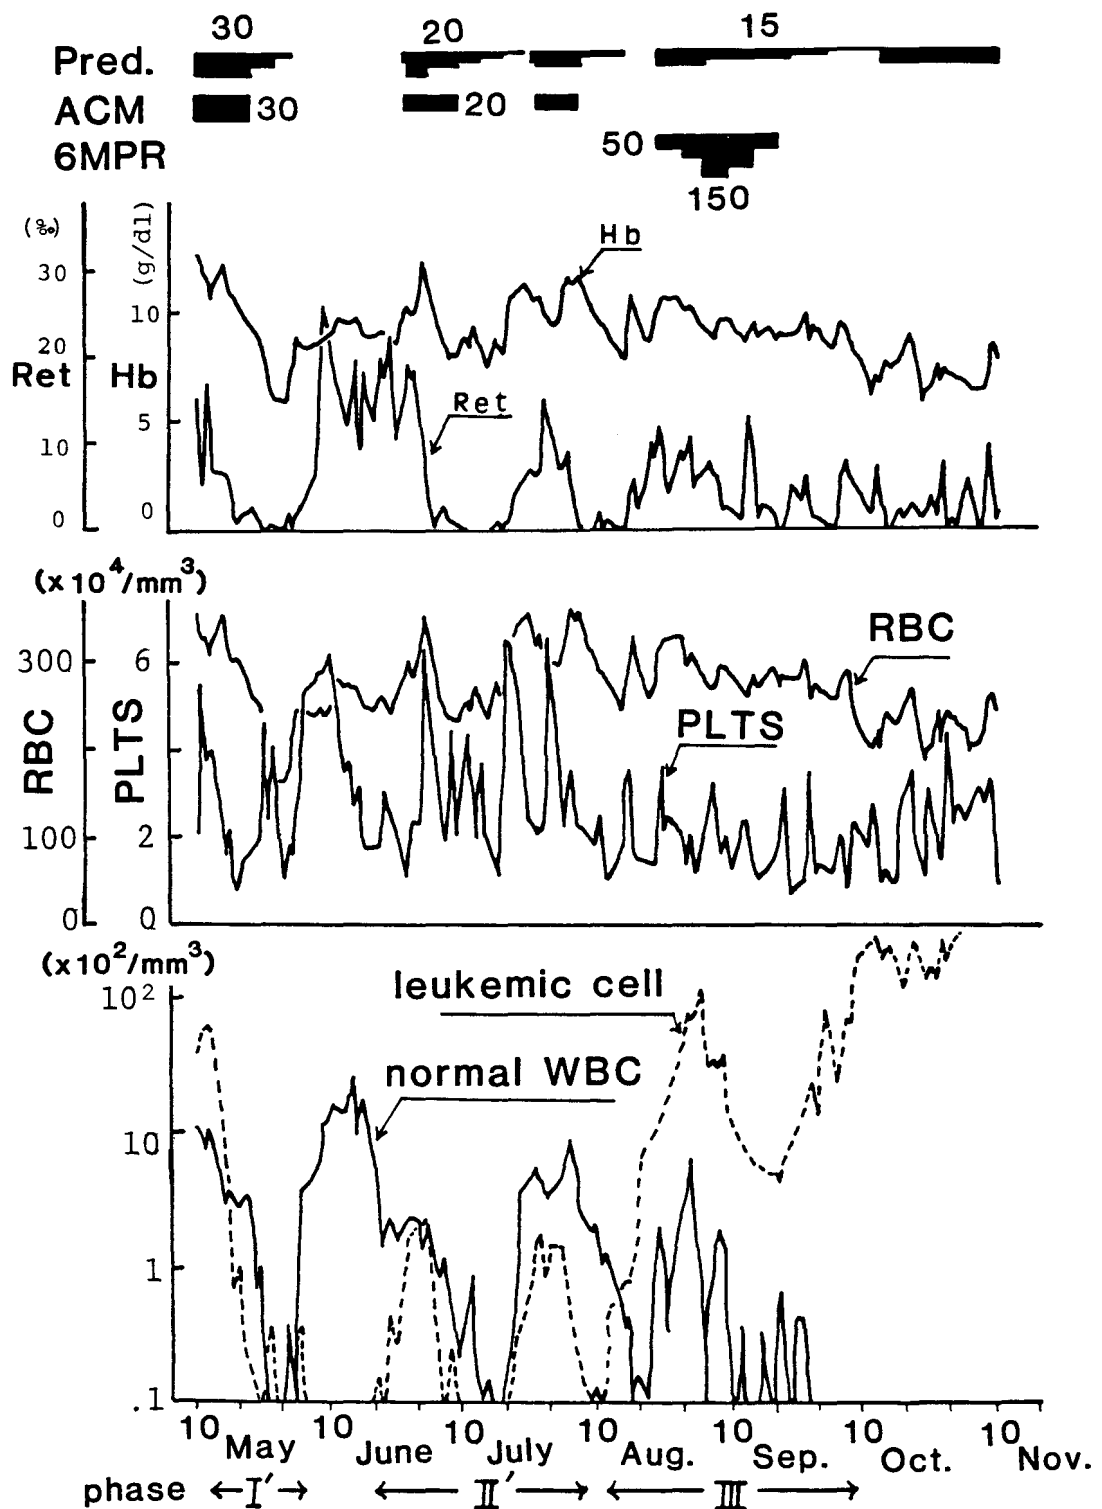 30 20 15
Pred.
ACM 30 20
6MPR 50
150
(‰) (g/dl)
Hb
30
10
20
Ret Hb
Ret
5
10
0 0
(x10⁴/mm³)
RBC
300 6
PLTS
RBC PLTS
100 2
0 0
(x10²/mm³)
leukemic cell
10²
normal WBC
10
1
.1
10 10 10 10 10 10 10
May June July Aug. Sep. Oct. Nov.
phase I′ II′ III